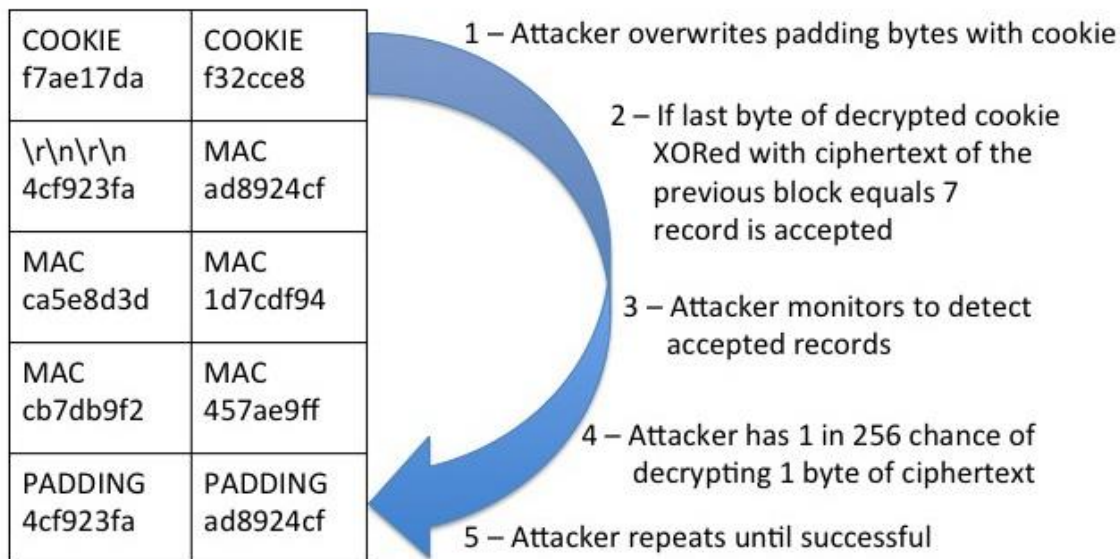 COOKIE
f7ae17da
COOKIE
f32cce8
\r\n\r\n
4cf923fa
MAC
ad8924cf
MAC
ca5e8d3d
MAC
1d7cdf94
MAC
cb7db9f2
MAC
457ae9ff
PADDING
4cf923fa
PADDING
ad8924cf
1 – Attacker overwrites padding bytes with cookie
2 – If last byte of decrypted cookie
XORed with ciphertext of the
previous block equals 7
record is accepted
3 – Attacker monitors to detect
accepted records
4 – Attacker has 1 in 256 chance of
decrypting 1 byte of ciphertext
5 – Attacker repeats until successful